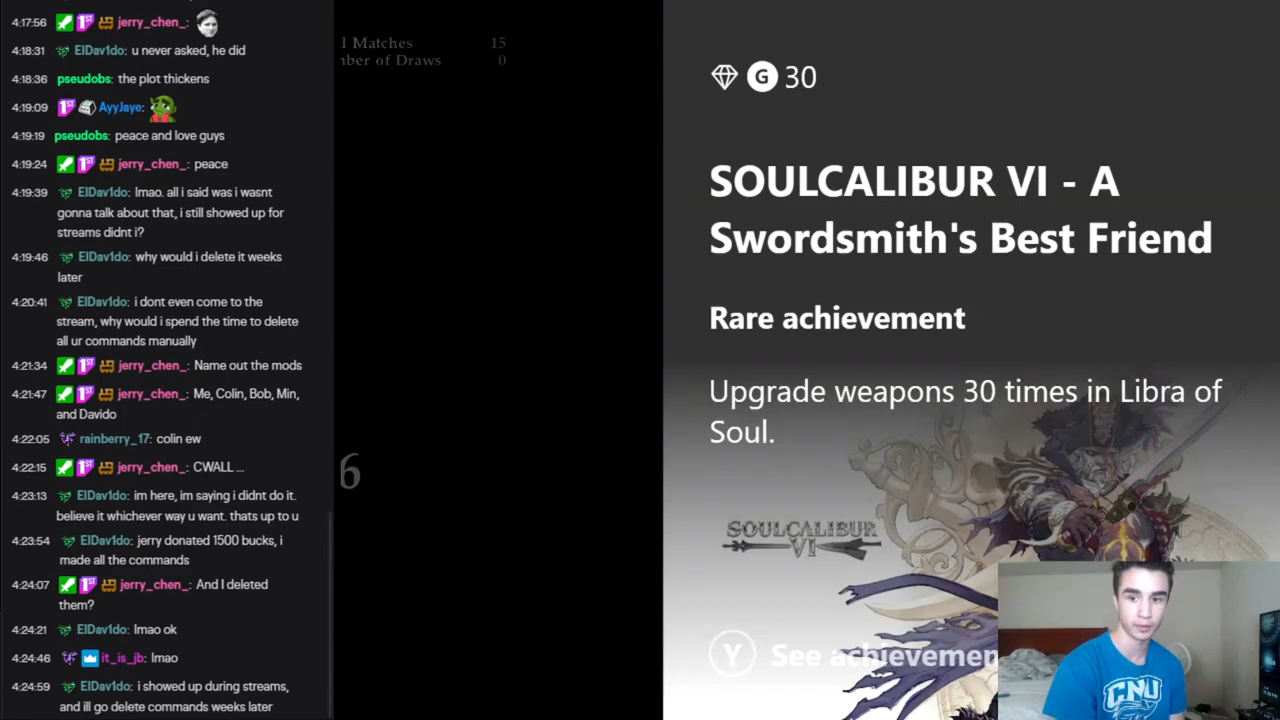 4:17:56 jerry_chen_:
4:18:31 ElDav1do: u never asked, he did
4:18:36 pseudobs: the plot thickens
4:19:09 AyyJaye:
4:19:19 pseudobs: peace and love guys
4:19:24 jerry_chen_: peace
4:19:39 ElDav1do: lmao. all i said was i wasnt
gonna talk about that, i still showed up for
streams didnt i?
4:19:46 ElDav1do: why would i delete it weeks
later
4:20:41 ElDav1do: i dont even come to the
stream, why would i spend the time to delete
all ur commands manually
4:21:34 jerry_chen_: Name out the mods
4:21:47 jerry_chen_: Me, Colin, Bob, Min,
and Davido
4:22:05 rainberry_17: colin ew
4:22:15 jerry_chen_: CWALL ...
4:23:13 ElDav1do: im here, im saying i didnt do it.
believe it whichever way u want. thats up to u
4:23:54 ElDav1do: jerry donated 1500 bucks, i
made all the commands
4:24:07 jerry_chen_: And I deleted
them?
4:24:21 ElDav1do: lmao ok
4:24:46 it_is_jb: lmao
4:24:59 ElDav1do: i showed up during streams,
and ill go delete commands weeks later
l Matches 15
ber of Draws 0
6
G 30
SOULCALIBUR VI - A
Swordsmith's Best Friend
Rare achievement
Upgrade weapons 30 times in Libra of
Soul.
SOULCALIBUR
VI
Y See achievemen
CNU